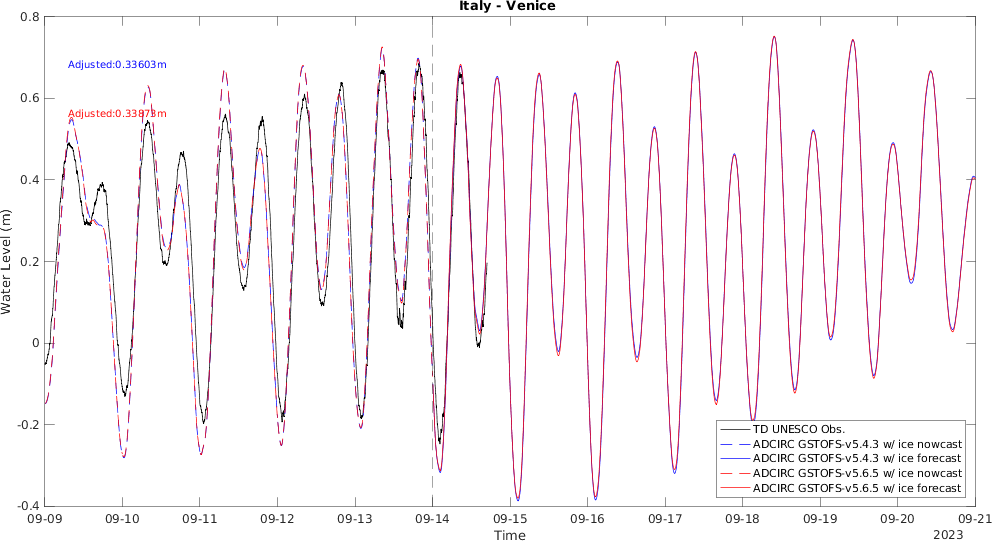 Italy - Venice
0.8
0.6
0.4
0.2
0
-0.2
-0.4
Water Level (m)
Adjusted:0.33603m
Adjusted:0.33873m
TD UNESCO Obs.
ADCIRC GSTOFS-v5.4.3 w/ ice nowcast
ADCIRC GSTOFS-v5.4.3 w/ ice forecast
ADCIRC GSTOFS-v5.6.5 w/ ice nowcast
ADCIRC GSTOFS-v5.6.5 w/ ice forecast
09-09 09-10 09-11 09-12 09-13 09-14 09-15 09-16 09-17 09-18 09-19 09-20 09-21
Time
2023